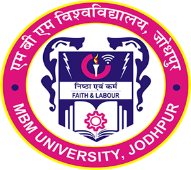 एम बी एम विश्वविद्यालय, जोधपुर
निष्ठा एवं कर्म
FAITH & LABOUR
MBM UNIVERSITY, JODHPUR